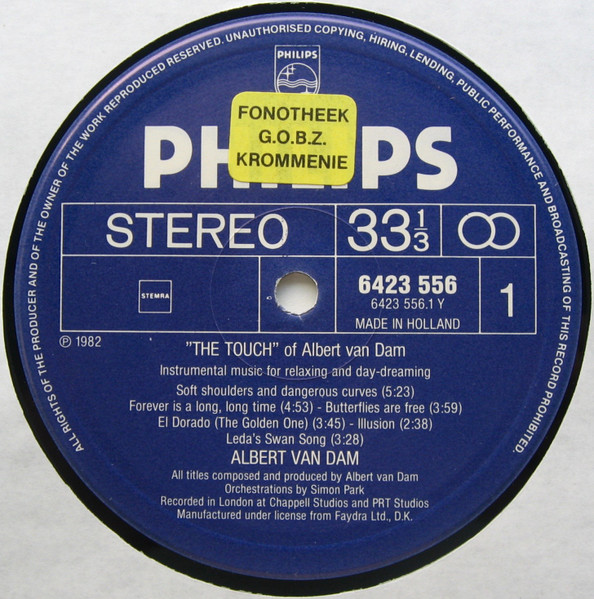 ALL RIGHTS OF THE PRODUCER AND OF THE OWNER OF THE WORK REPRODUCED RESERVED. UNAUTHORISED COPYING, HIRING, LENDING, PUBLIC PERFORMANCE AND BROADCASTING OF THIS RECORD PROHIBITED.
PHILIPS
FONOTHEEK
G.O.B.Z.
KROMMENIE
PHILIPS
STEREO
33⅓
STEMRA
6423 556
6423 556.1 Y
MADE IN HOLLAND
1
℗ 1982
"THE TOUCH" of Albert van Dam
Instrumental music for relaxing and day-dreaming
Soft shoulders and dangerous curves (5:23)
Forever is a long, long time (4:53) - Butterflies are free (3:59)
El Dorado (The Golden One) (3:45) - Illusion (2:38)
Leda's Swan Song (3:28)
ALBERT VAN DAM
All titles composed and produced by Albert van Dam
Orchestrations by Simon Park
Recorded in London at Chappell Studios and PRT Studios
Manufactured under license from Faydra Ltd., D.K.